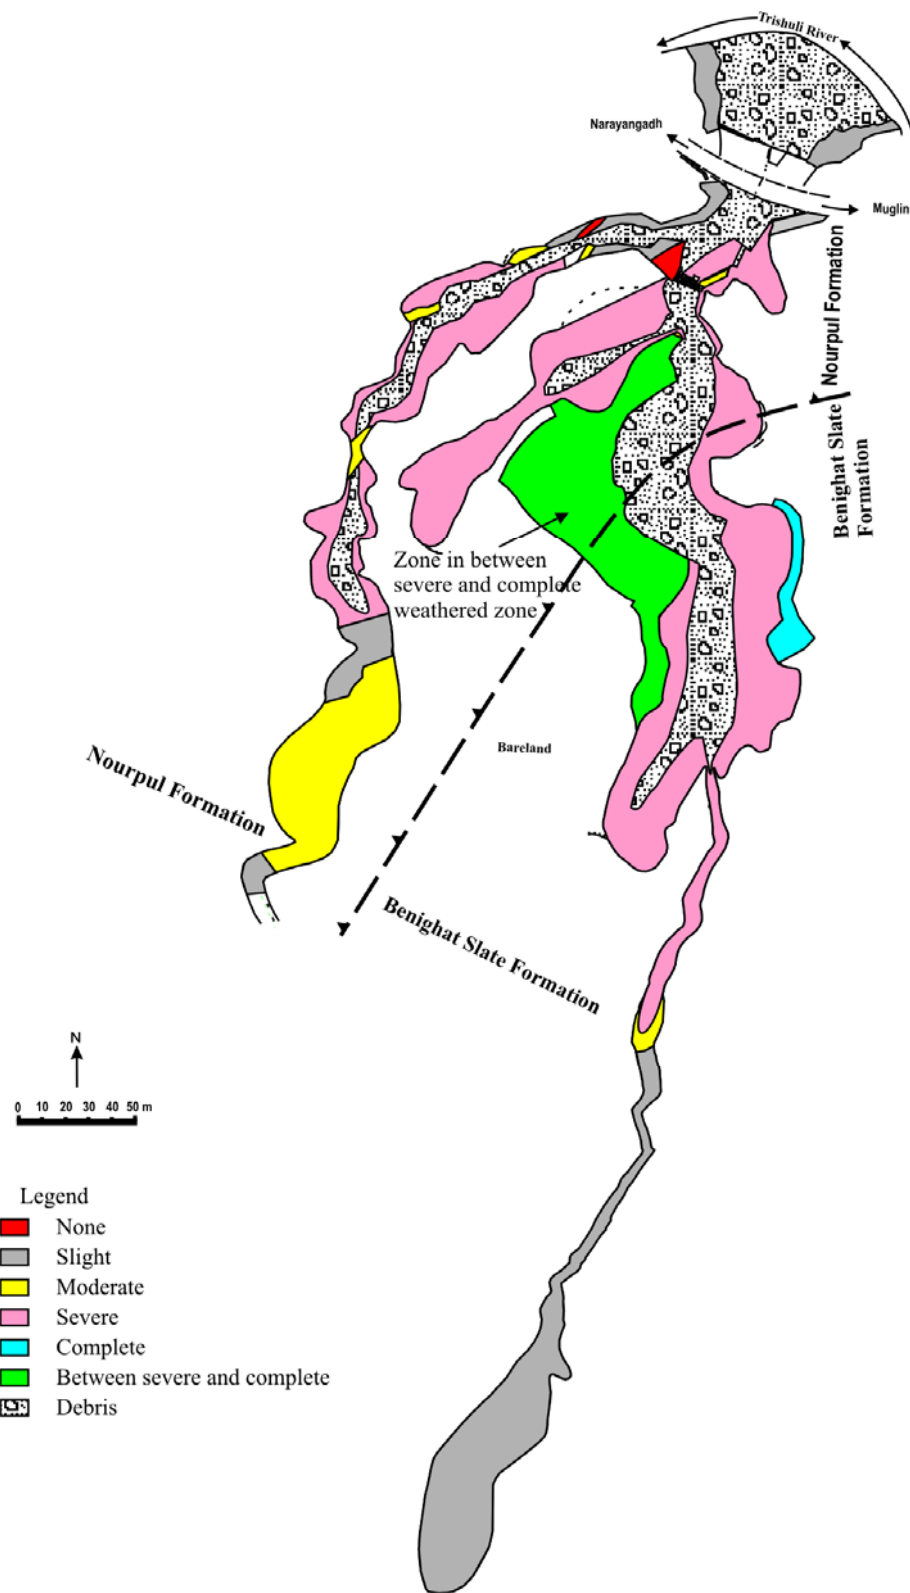 Trishuli River
Narayangadh
Muglin
Nourpul Formation
Benighat Slate
Formation
Zone in between
severe and complete
weathered zone
Bareland
Nourpul Formation
Benighat Slate Formation
N
0 10 20 30 40 50 m
Legend
None
Slight
Moderate
Severe
Complete
Between severe and complete
Debris